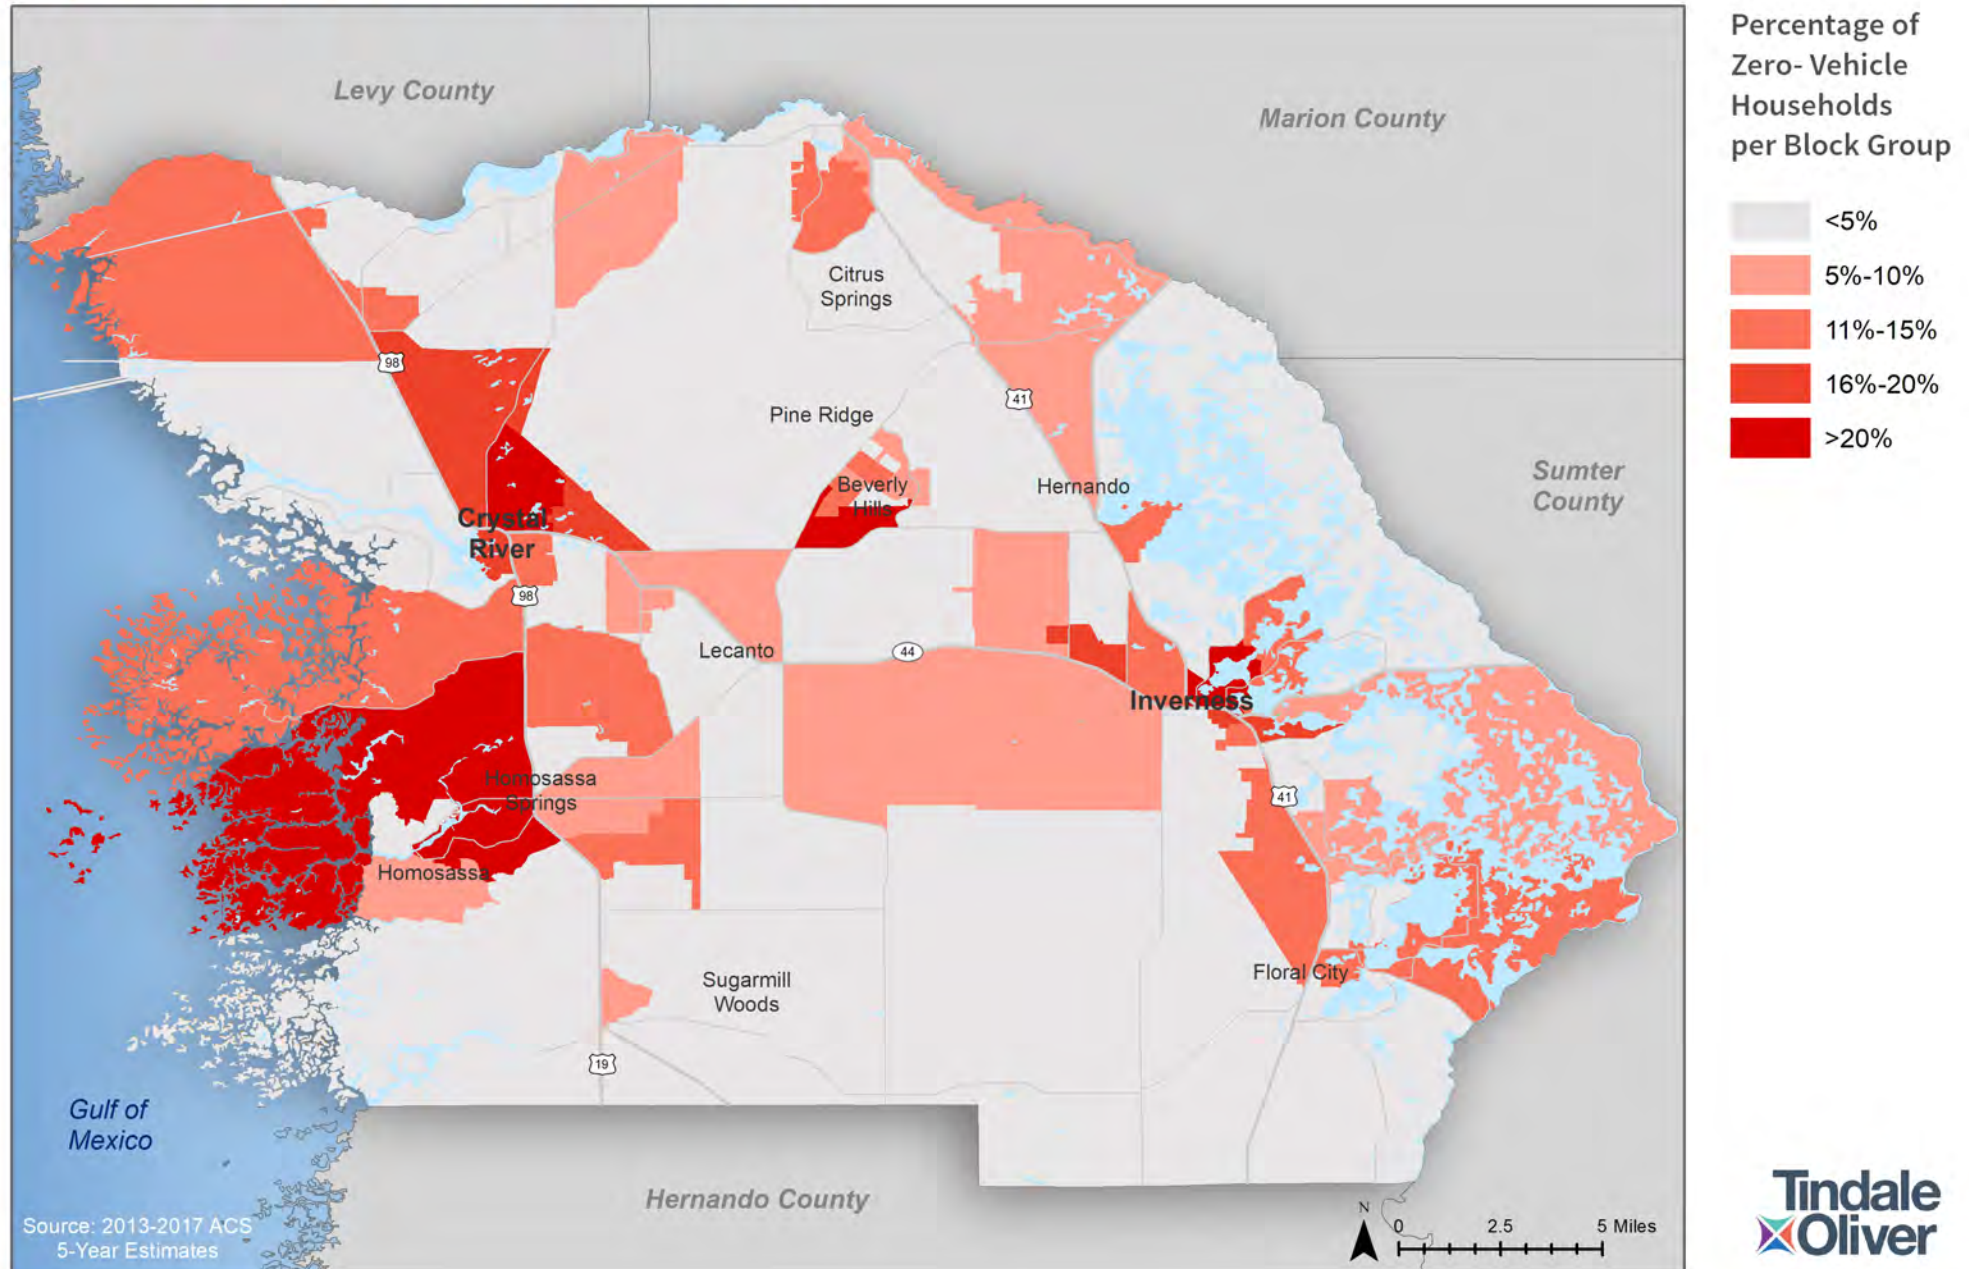 Percentage of
Zero- Vehicle
Households
per Block Group
<5%
5%-10%
11%-15%
16%-20%
>20%
Levy County
Marion County
Citrus
Springs
98
Pine Ridge
41
Sumter
County
Beverly
Hills
Hernando
Crystal
River
98
Lecanto
44
Inverness
Homosassa
Springs
41
Homosassa
Floral City
Sugarmill
Woods
19
Gulf of
Mexico
Hernando County
Source: 2013-2017 ACS
5-Year Estimates
N
0 2.5 5 Miles
Tindale
Oliver